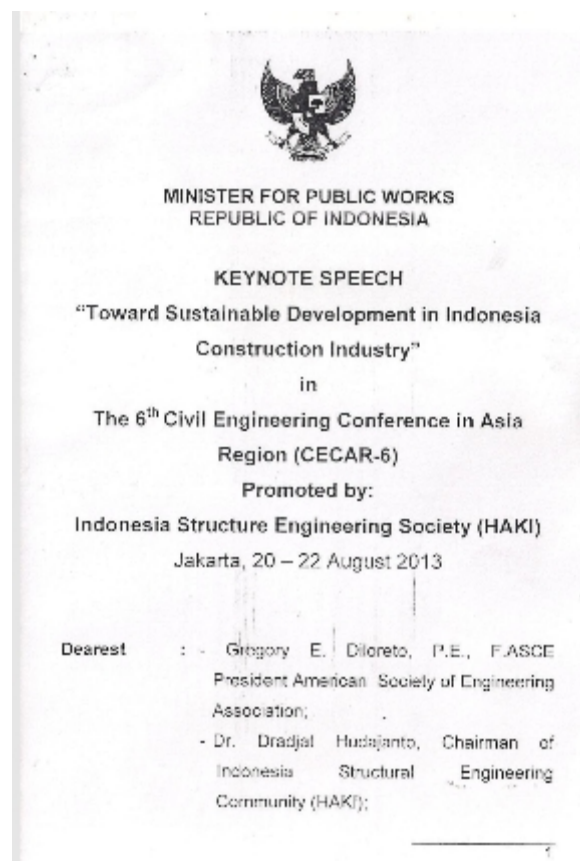 MINISTER FOR PUBLIC WORKS
REPUBLIC OF INDONESIA
KEYNOTE SPEECH
“Toward Sustainable Development in Indonesia
Construction Industry”
in
The 6th Civil Engineering Conference in Asia
Region (CECAR-6)
Promoted by:
Indonesia Structure Engineering Society (HAKI)
Jakarta, 20 – 22 August 2013
Dearest : - Gregory E. Diloreto, P.E., F.ASCE
President American Society of Engineering
Association;
- Dr. Dradjat Hudajanto, Chairman of
Indonesia Structural Engineering
Community (HAKI);
1